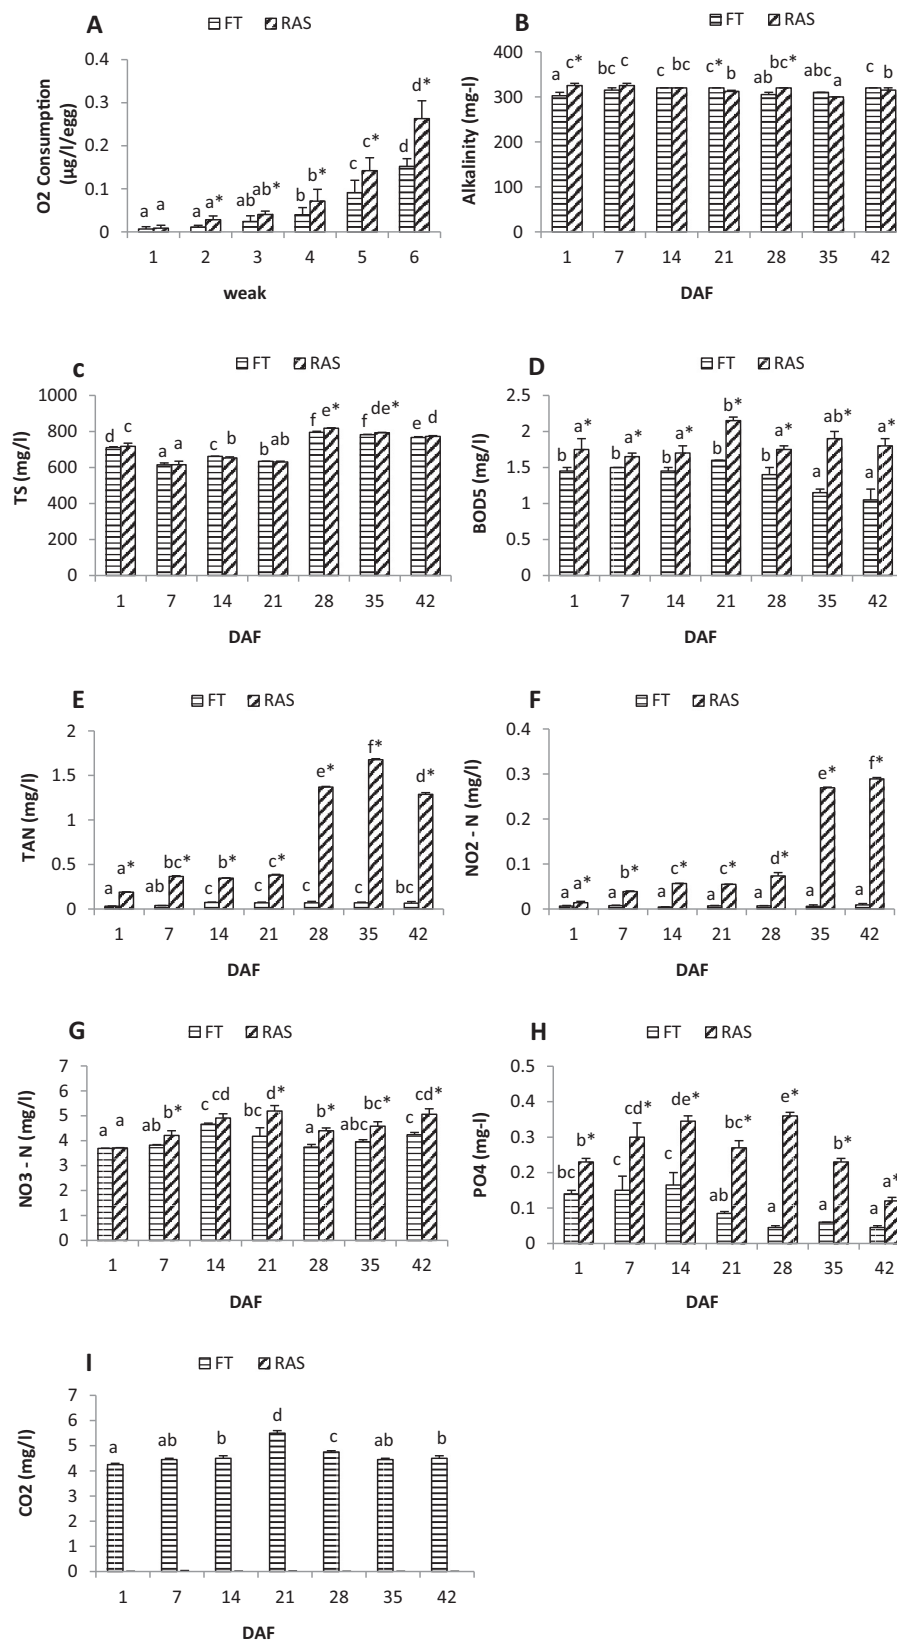 A
FT RAS
O2 Consumption
(µg/l/egg)
0.4
0.3
0.2
0.1
0
a a a a* ab ab* b b* c c* d d*
1 2 3 4 5 6
weak
B
FT RAS
Alkalinity (mg-l)
400
300
200
100
0
a c* bc c c bc c* b ab bc* abc a c b
1 7 14 21 28 35 42
DAF
c
FT RAS
TS (mg/l)
1000
800
600
400
200
0
d c a a c b b ab f e* f de* e d
1 7 14 21 28 35 42
DAF
D
FT RAS
BOD5 (mg/l)
2.5
2
1.5
1
0.5
0
b a* b a* b a* b b* b a* a ab* a a*
1 7 14 21 28 35 42
DAF
E
FT RAS
TAN (mg/l)
2
1.5
1
0.5
0
a a* ab bc* c b* c c* c e* c f* bc d*
1 7 14 21 28 35 42
DAF
F
FT RAS
NO2 - N (mg/l)
0.4
0.3
0.2
0.1
0
a a* a b* a c* a c* a d* a e* a f*
1 7 14 21 28 35 42
DAF
G
FT RAS
NO3 - N (mg/l)
7
6
5
4
3
2
1
0
a a ab b* c cd bc d* a b* abc bc* c cd*
1 7 14 21 28 35 42
DAF
H
FT RAS
PO4 (mg-l)
0.5
0.4
0.3
0.2
0.1
0
bc b* c cd* c de* ab bc* a e* a b* a a*
1 7 14 21 28 35 42
DAF
I
FT RAS
CO2 (mg/l)
7
6
5
4
3
2
1
0
a ab b d c ab b
1 7 14 21 28 35 42
DAF